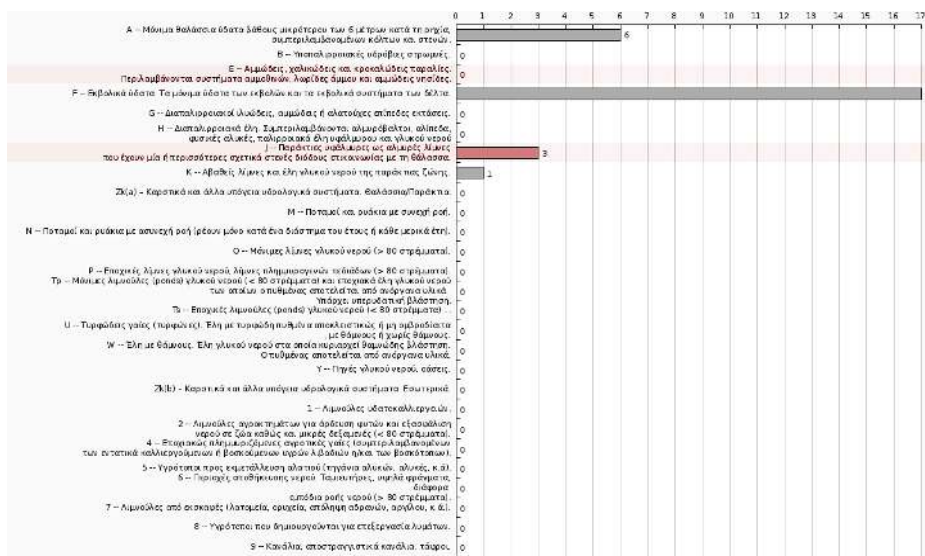 0 1 2 3 4 5 6 7 8 9 10 11 12 13 14 15 16 17
A -- Μόνιμα θαλάσσια ύδατα βάθους μικρότερου των 6 μέτρων κατά τη ρηχία,
συμπεριλαμβανομένων κόλπων και στενών.
6
B -- Υποπαλιρροιακές υδρόβιες στρωμνές.
0
E -- Αμμώδεις, χαλικώδεις και κροκαλώδεις παραλίες.
Περιλαμβάνονται συστήματα αμμοθινών, λωρίδες άμμου και αμμώδεις νησίδες.
0
F -- Εκβολικά ύδατα. Τα μόνιμα ύδατα των εκβολών και τα εκβολικά συστήματα των δέλτα.
G -- Διαπαλιρροιακοί ιλυώδεις, αμμώδεις ή αλατούχες επίπεδες εκτάσεις.
0
H -- Διαπαλιρροιακά έλη. Συμπεριλαμβάνονται αλμυρόβαλτοι, αλίπεδα,
φυσικές αλυκές, παλιρροιακά έλη υφάλμυρου και γλυκού νερού
0
J -- Παράκτιες υφάλμυρες ως αλμυρές λίμνες
που έχουν μία ή περισσότερες σχετικά στενές διόδους επικοινωνίας με τη θάλασσα.
3
K -- Αβαθείς λίμνες και έλη γλυκού νερού της παράκτιας ζώνης.
1
Zk(a) – Καρστικά και άλλα υπόγεια υδρολογικά συστήματα. Θαλάσσια/Παράκτια.
0
M -- Ποταμοί και ρυάκια με συνεχή ροή.
0
N -- Ποταμοί και ρυάκια με ασυνεχή ροή (ρέουν μόνο κατά ένα διάστημα του έτους ή κάθε μερικά έτη).
0
O -- Μόνιμες λίμνες γλυκού νερού (> 80 στρέμματα).
0
P -- Εποχικές λίμνες γλυκού νερού, λίμνες πλημμυρογενών πεδιάδων (> 80 στρέμματα).
0
Tp -- Μόνιμες λιμνούλες (ponds) γλυκού νερού (< 80 στρέμματα) και εποχιακά έλη γλυκού νερού
των οποίων ο πυθμένας αποτελείται από ανόργανα υλικά.
Υπάρχει υπερυδατική βλάστηση.
0
Ts -- Εποχικές λιμνούλες (ponds) γλυκού νερού (< 80 στρέμματα) ...
0
U -- Τυρφώδεις γαίες (τυρφώνες). Έλη με τυρφώδη πυθμένα αποκλειστικώς ή μη ομβροδίαιτα
με θάμνους ή χωρίς θάμνους.
0
W -- Έλη με θάμνους. Έλη γλυκού νερού στα οποία κυριαρχεί θαμνώδης βλάστηση.
Ο πυθμένας αποτελείται από ανόργανα υλικά.
0
Y -- Πηγές γλυκού νερού, οάσεις.
0
Zk(b) – Καρστικά και άλλα υπόγεια υδρολογικά συστήματα. Εσωτερικά.
0
1 -- Λιμνούλες υδατοκαλλιεργειών.
0
2 -- Λιμνούλες αγροκτημάτων για άρδευση φυτών και εξασφάλιση
νερού σε ζώα καθώς και μικρές δεξαμενές (< 80 στρέμματα).
0
4 -- Εποχιακώς πλημμυριζόμενες αγροτικές γαίες (συμπεριλαμβανομένων
των εντατικά καλλιεργούμενων ή βοσκούμενων υγρών λιβαδιών η/και των βοσκότοπων).
0
5 -- Υγρότοποι προς εκμετάλλευση αλατιού (τηγάνια αλυκών, αλυκές, κ.ά).
0
6 -- Περιοχές αποθήκευσης νερού. Ταμιευτήρες, υψηλά φράγματα,
διάφορα
εμπόδια ροής νερού (> 80 στρέμματα).
0
7 -- Λιμνούλες από εκσκαφές (λατομεία, ορυχεία, απόληψη αδρανών, αργίλου, κ.ά.).
0
8 -- Υγρότοποι που δημιουργούνται για επεξεργασία λυμάτων.
0
9 -- Κανάλια, αποστραγγιστικά κανάλια, τάφροι.
0